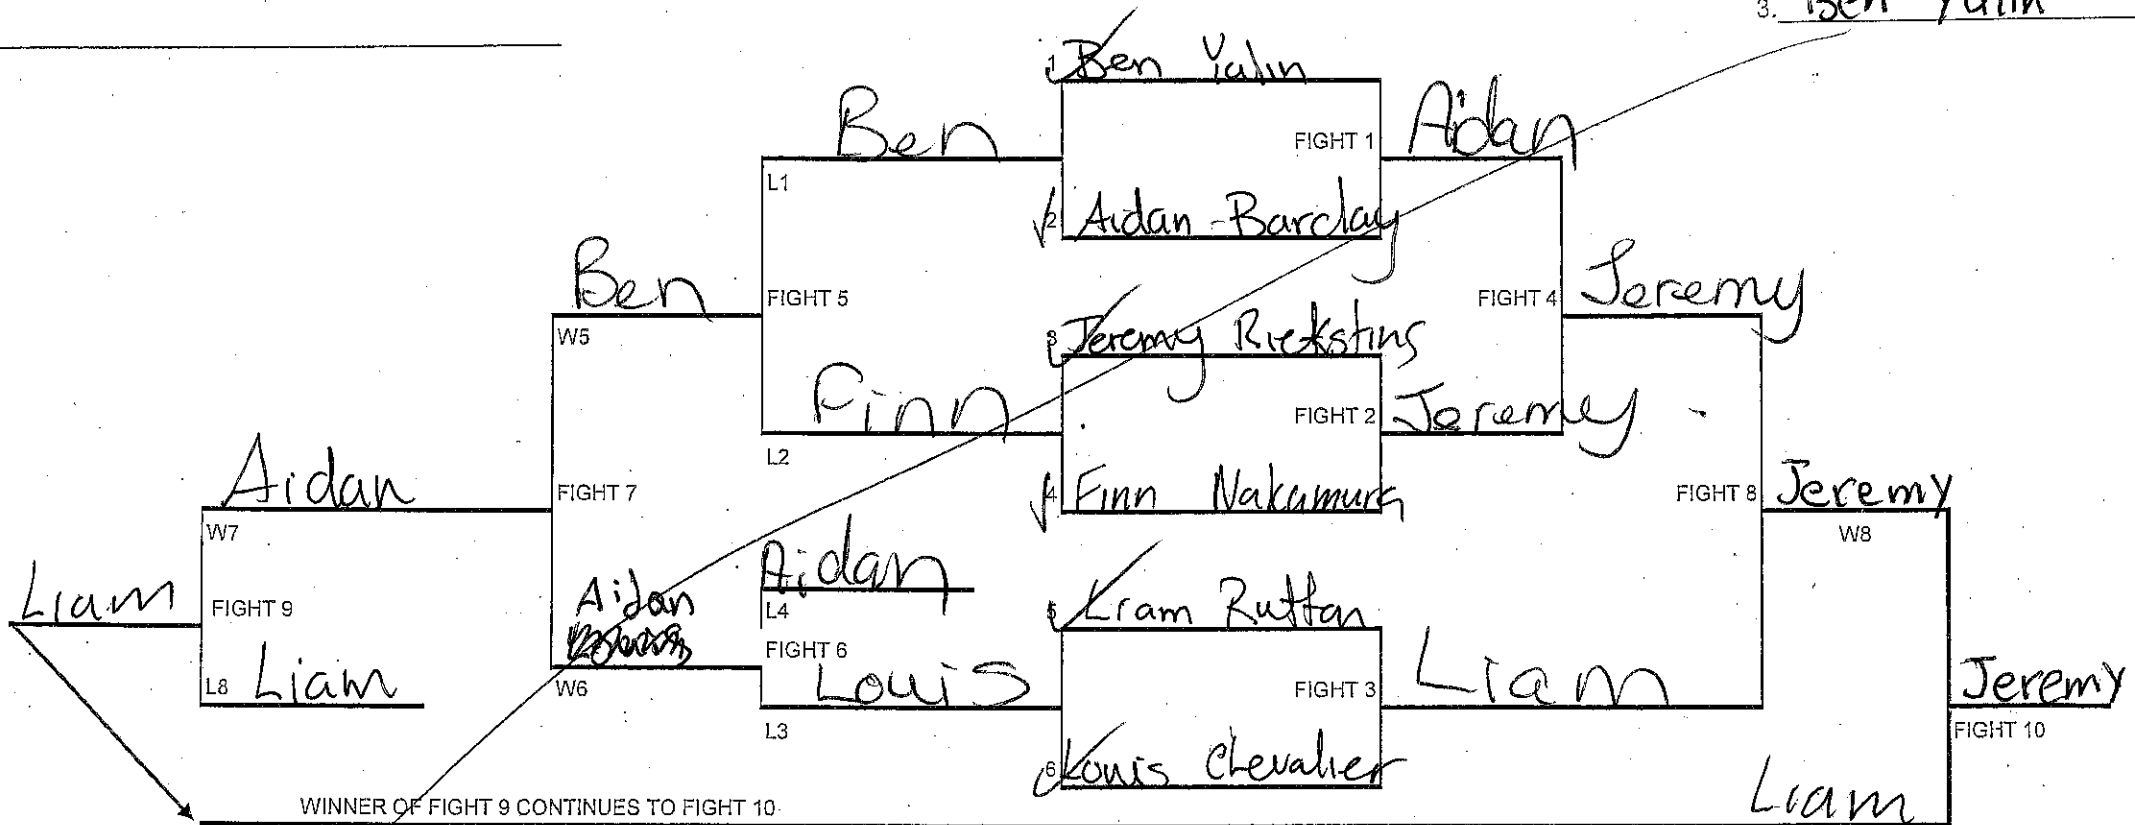 3. Ben Yalin
1 Ben Yalin
Ben
FIGHT 1
Aidan
L1
2 Aidan Barclay
Ben
FIGHT 5
FIGHT 4
Jeremy
W5
3 Jeremy Riekstins
Finn
FIGHT 2
Jeremy
L2
Aidan
FIGHT 7
4 Finn Nakamura
FIGHT 8
Jeremy
W7
W8
Aidan
Liam
FIGHT 9
Aidan
L4
5 Liam Ruttan
FIGHT 6
L8 Liam
W6
Louis
FIGHT 3
Liam
Jeremy
L3
FIGHT 10
6 Louis Chevalier
WINNER OF FIGHT 9 CONTINUES TO FIGHT 10
Liam